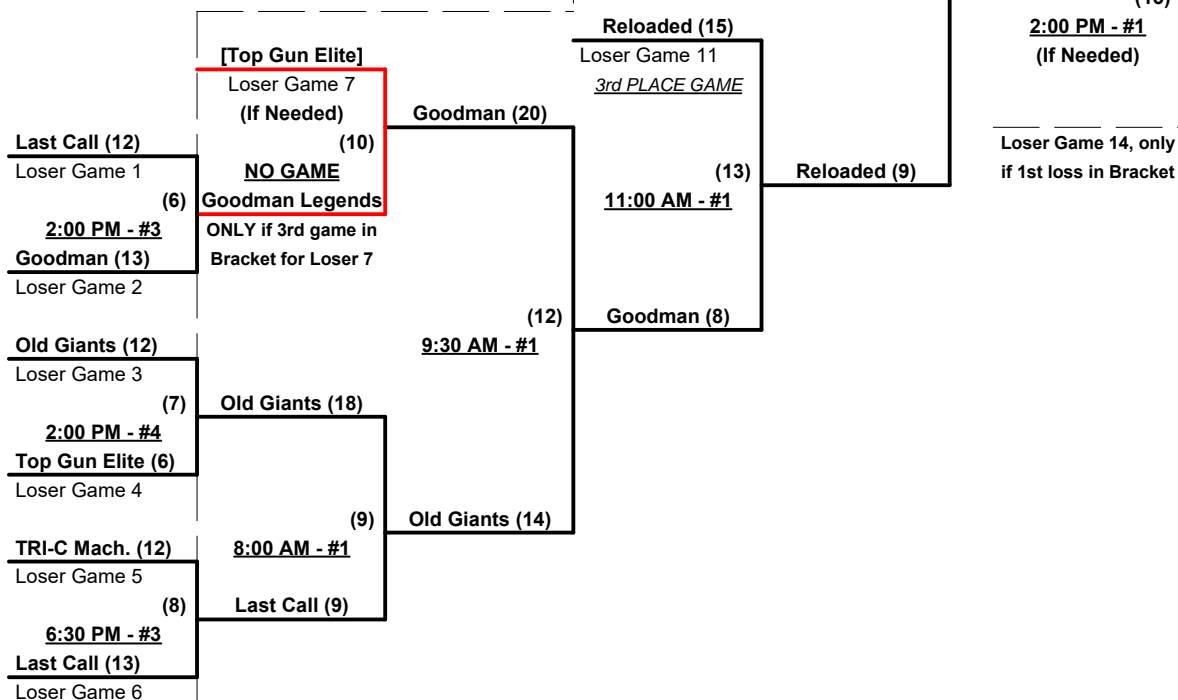 (15)
Reloaded (15)
Loser Game 11
3rd PLACE GAME
2:00 PM - #1
(If Needed)
[Top Gun Elite]
Loser Game 7
(If Needed)
(10)
NO GAME
Goodman Legends
ONLY if 3rd game in
Bracket for Loser 7
Goodman (20)
Last Call (12)
Loser Game 1
(6)
2:00 PM - #3
Goodman (13)
Loser Game 2
(13)
11:00 AM - #1
Reloaded (9)
Loser Game 14, only
if 1st loss in Bracket
(12)
9:30 AM - #1
Goodman (8)
Old Giants (12)
Loser Game 3
(7)
2:00 PM - #4
Top Gun Elite (6)
Loser Game 4
Old Giants (18)
(9)
8:00 AM - #1
Old Giants (14)
TRI-C Mach. (12)
Loser Game 5
(8)
6:30 PM - #3
Last Call (13)
Loser Game 6
Last Call (9)